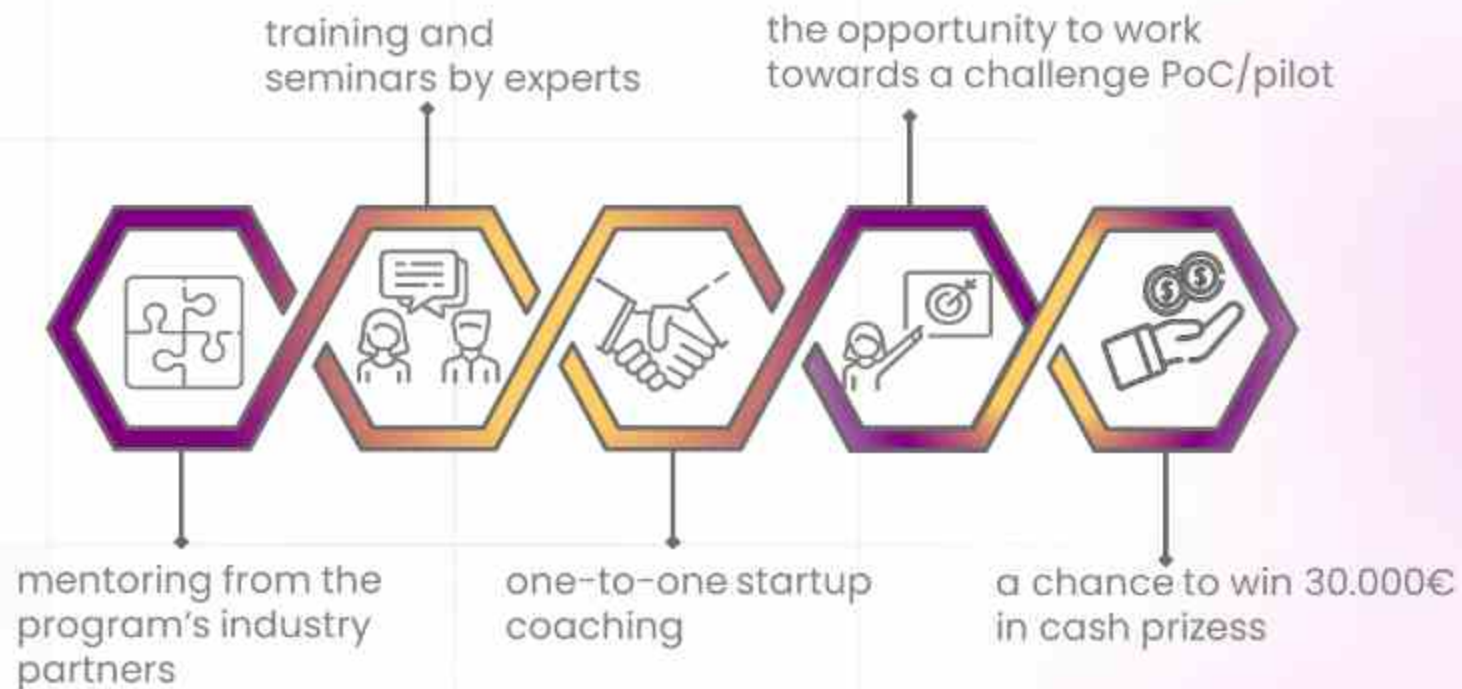 training and
seminars by experts
the opportunity to work
towards a challenge PoC/pilot
$
$
mentoring from the
program's industry
partners
one-to-one startup
coaching
a chance to win 30.000€
in cash prizess